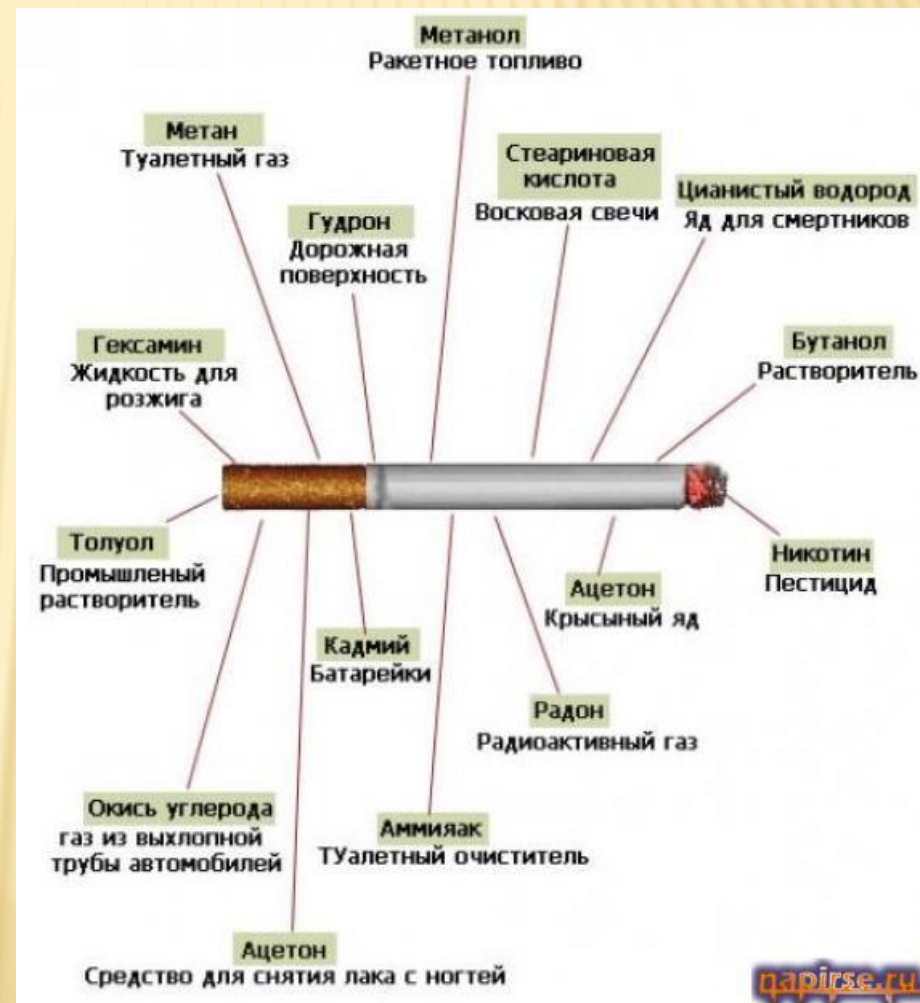 Метанол
Ракетное топливо
Метан
Туалетный газ
Стеариновая
кислота
Восковая свечи
Цианистый водород
Яд для смертников
Гудрон
Дорожная
поверхность
Гексамин
Жидкость для
розжига
Бутанол
Растворитель
Толуол
Промышленый
растворитель
Никотин
Пестицид
Ацетон
Крысыный яд
Кадмий
Батарейки
Радон
Радиоактивный газ
Окись углерода
газ из выхлопной
трубы автомобилей
Аммияак
ТУалетный очиститель
Ацетон
Средство для снятия лака с ногтей
qapirse.ru